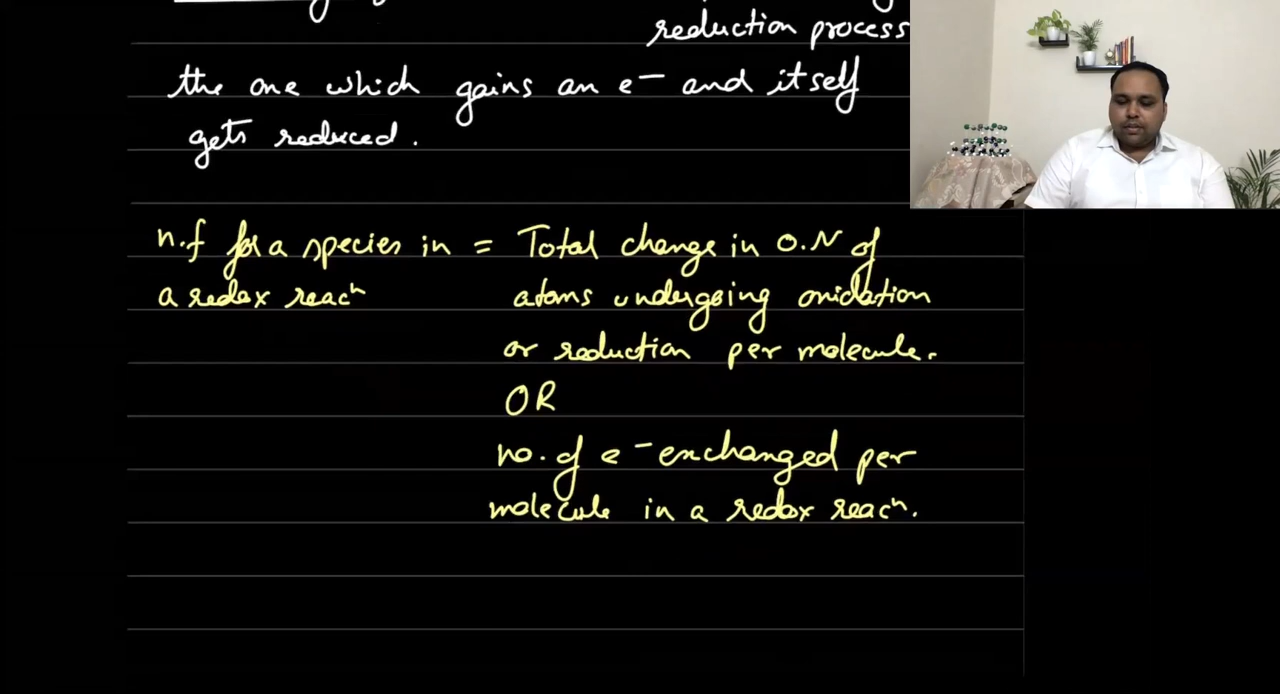 reduction process
the one which gains an e⁻ and itself
gets reduced.
n.f for a species in = Total change in O.N of
a redox reacⁿ atoms undergoing oxidation
or reduction per molecule.
OR
no. of e⁻ exchanged per
molecule in a redox reacⁿ.